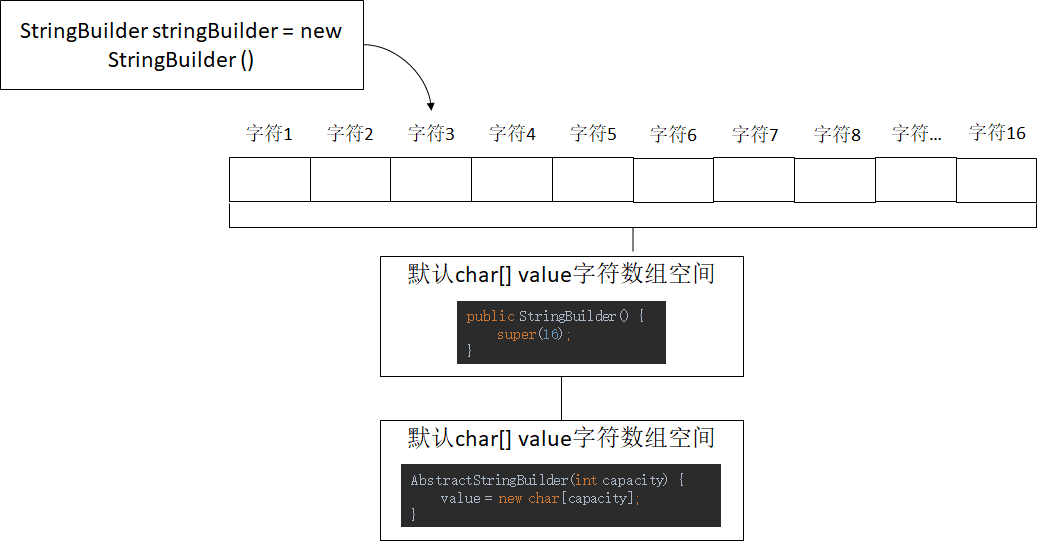 StringBuilder stringBuilder = new
StringBuilder ()
字符1 字符2 字符3 字符4 字符5 字符6 字符7 字符8 字符... 字符16
默认char[] value字符数组空间
public StringBuilder() {
super(16);
}
默认char[] value字符数组空间
AbstractStringBuilder(int capacity) {
value = new char[capacity];
}